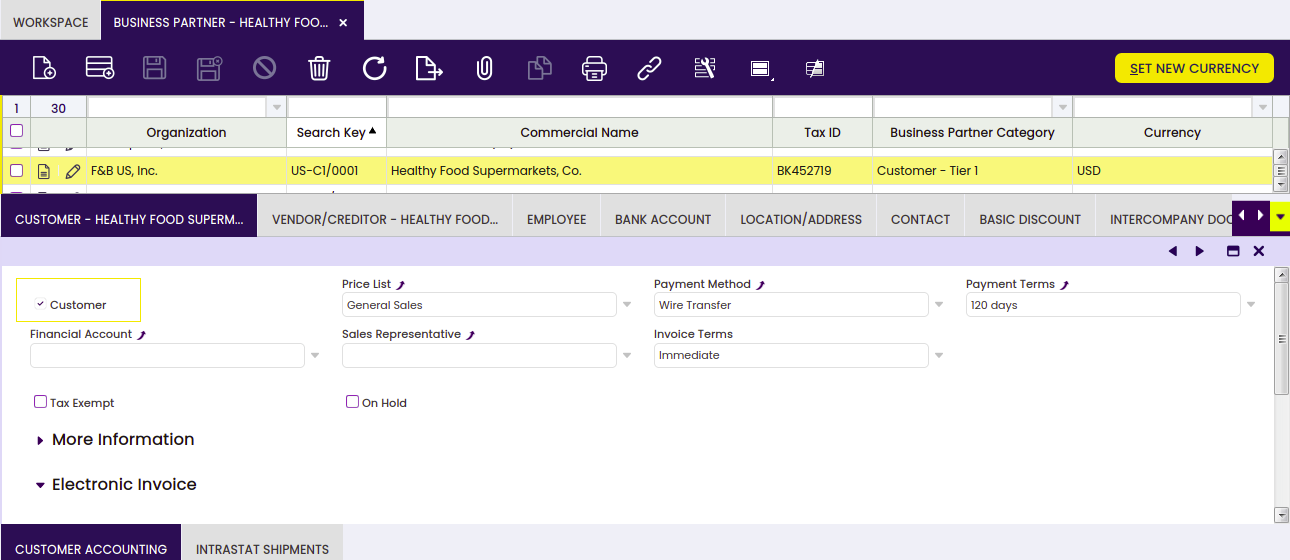 WORKSPACE BUSINESS PARTNER - HEALTHY FOO...
SET NEW CURRENCY
1 30
Organization Search Key Commercial Name Tax ID Business Partner Category Currency
F&B US, Inc. US-C1/0001 Healthy Food Supermarkets, Co. BK452719 Customer - Tier 1 USD
CUSTOMER - HEALTHY FOOD SUPERM... VENDOR/CREDITOR - HEALTHY FOOD... EMPLOYEE BANK ACCOUNT LOCATION/ADDRESS CONTACT BASIC DISCOUNT INTERCOMPANY DOC
Price List Payment Method Payment Terms
Customer General Sales Wire Transfer 120 days
Financial Account Sales Representative Invoice Terms
Immediate
Tax Exempt On Hold
More Information
Electronic Invoice
CUSTOMER ACCOUNTING INTRASTAT SHIPMENTS